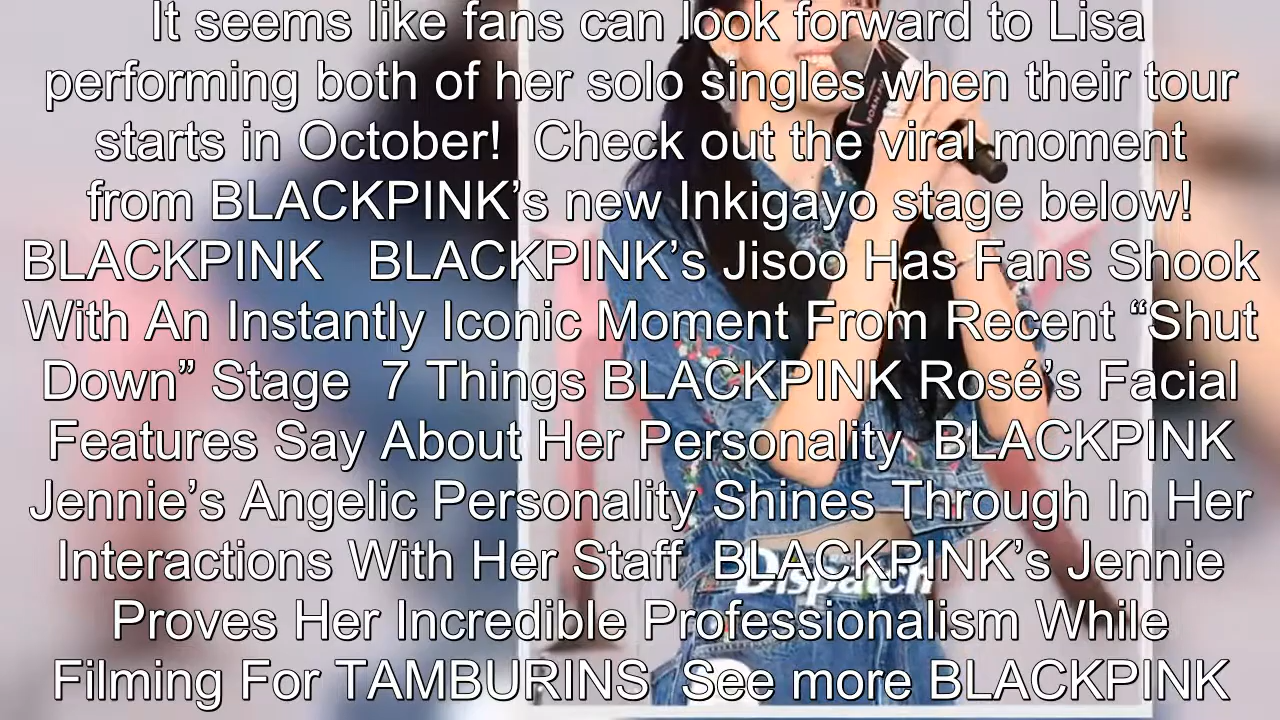 It seems like fans can look forward to Lisa
performing both of her solo singles when their tour
starts in October!  Check out the viral moment
from BLACKPINK’s new Inkigayo stage below!
BLACKPINK   BLACKPINK’s Jisoo Has Fans Shook
With An Instantly Iconic Moment From Recent “Shut
Down” Stage  7 Things BLACKPINK Rosé’s Facial
Features Say About Her Personality  BLACKPINK
Jennie’s Angelic Personality Shines Through In Her
Interactions With Her Staff  BLACKPINK’s Jennie
Dispatch
Proves Her Incredible Professionalism While
Filming For TAMBURINS  See more BLACKPINK